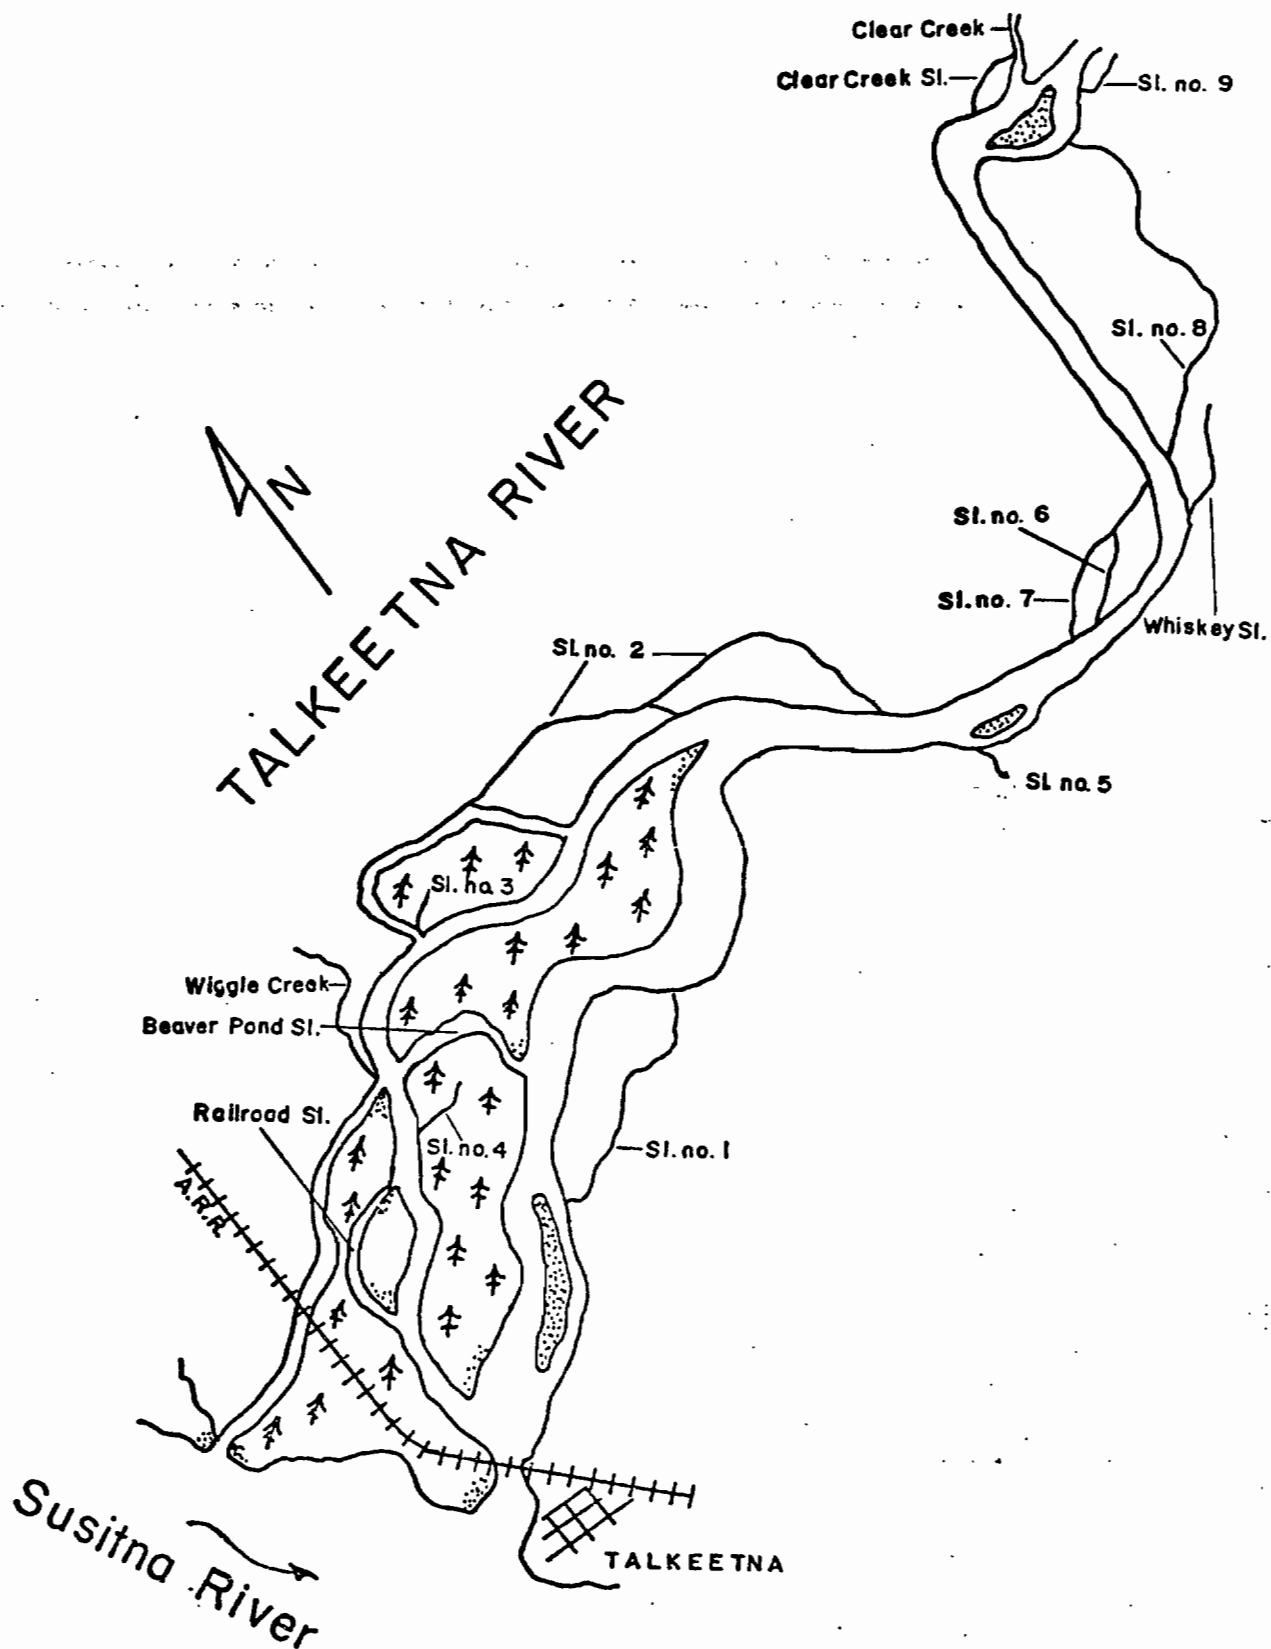 Clear Creek
Clear Creek Sl.
Sl. no. 9
Sl. no. 8
N
TALKEETNA RIVER
Sl. no. 6
Sl. no. 7
Whiskey Sl.
Sl. no. 2
Sl. no. 5
Sl. no. 3
Wiggle Creek
Beaver Pond Sl.
Railroad Sl.
Sl. no. 4
Sl. no. 1
A.R.R.
Susitna River
TALKEETNA